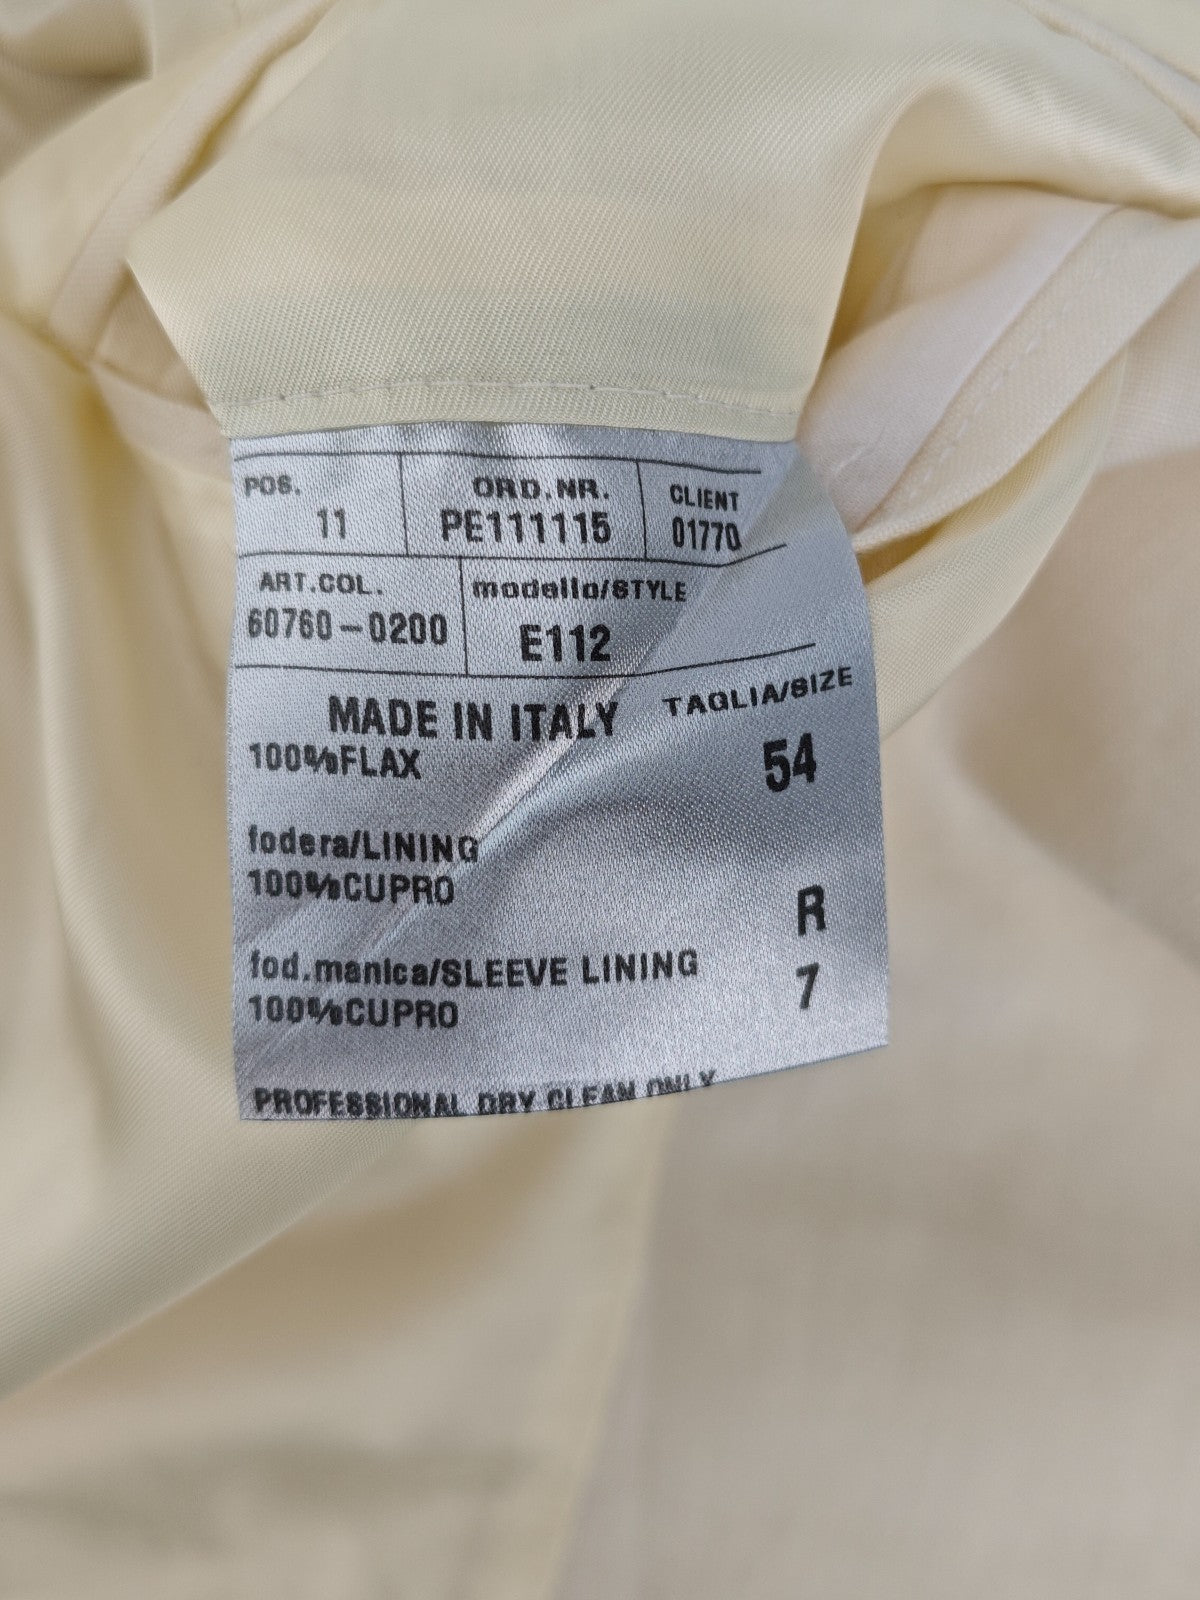 POS. ORD.NR. CLIENT
11 PE111115 01770
ART.COL. modello/STYLE
60760-0200 E112
MADE IN ITALY TAGLIA/SIZE
100%FLAX 54
fodera/LINING
100%CUPRO R
fod.manica/SLEEVE LINING 7
100%CUPRO
PROFESSIONAL DRY CLEAN ONLY